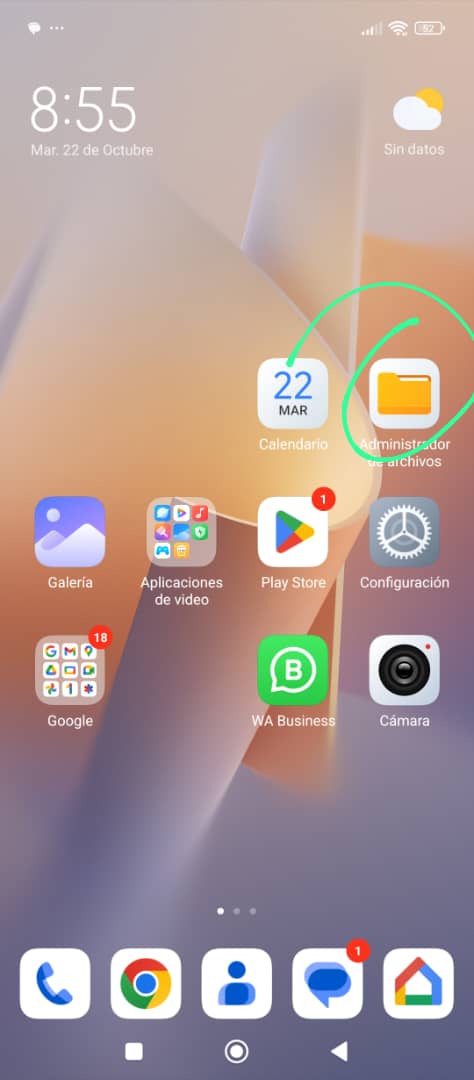 52
8:55
Mar. 22 de Octubre
Sin datos
22
MAR
Calendario
Administrador
de archivos
1
Galería
Aplicaciones
de video
Play Store
Configuración
18
Google
B
WA Business
Cámara
1